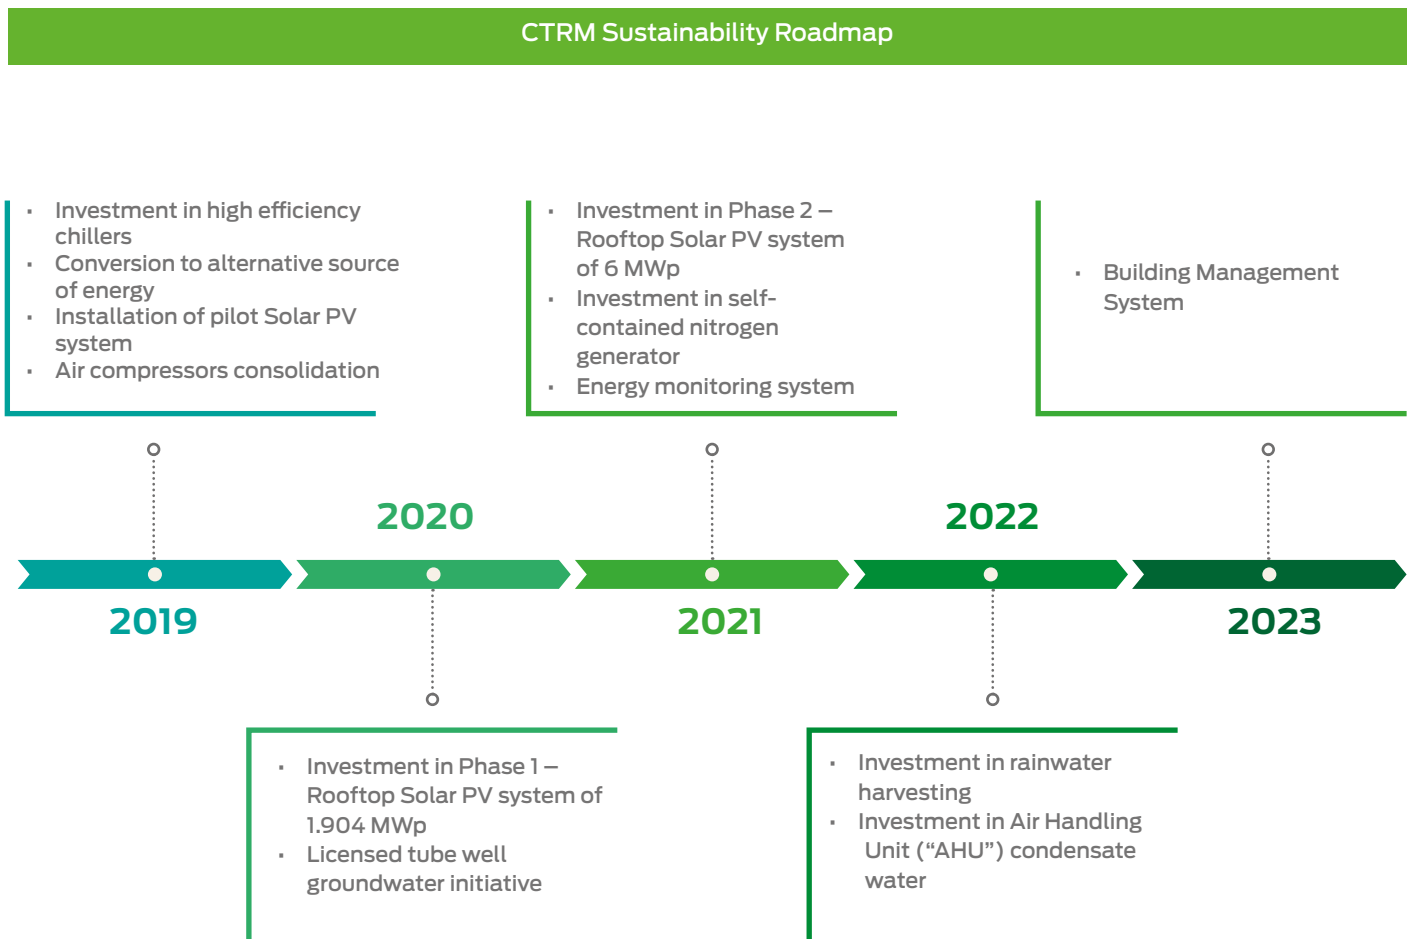 CTRM Sustainability Roadmap
· Investment in high efficiency
chillers
· Conversion to alternative source
of energy
· Installation of pilot Solar PV
system
· Air compressors consolidation
· Investment in Phase 2 –
Rooftop Solar PV system
of 6 MWp
· Investment in self-
contained nitrogen
generator
· Energy monitoring system
· Building Management
System
2020
2022
2019
2021
2023
· Investment in Phase 1 –
Rooftop Solar PV system of
1.904 MWp
· Licensed tube well
groundwater initiative
· Investment in rainwater
harvesting
· Investment in Air Handling
Unit (“AHU”) condensate
water